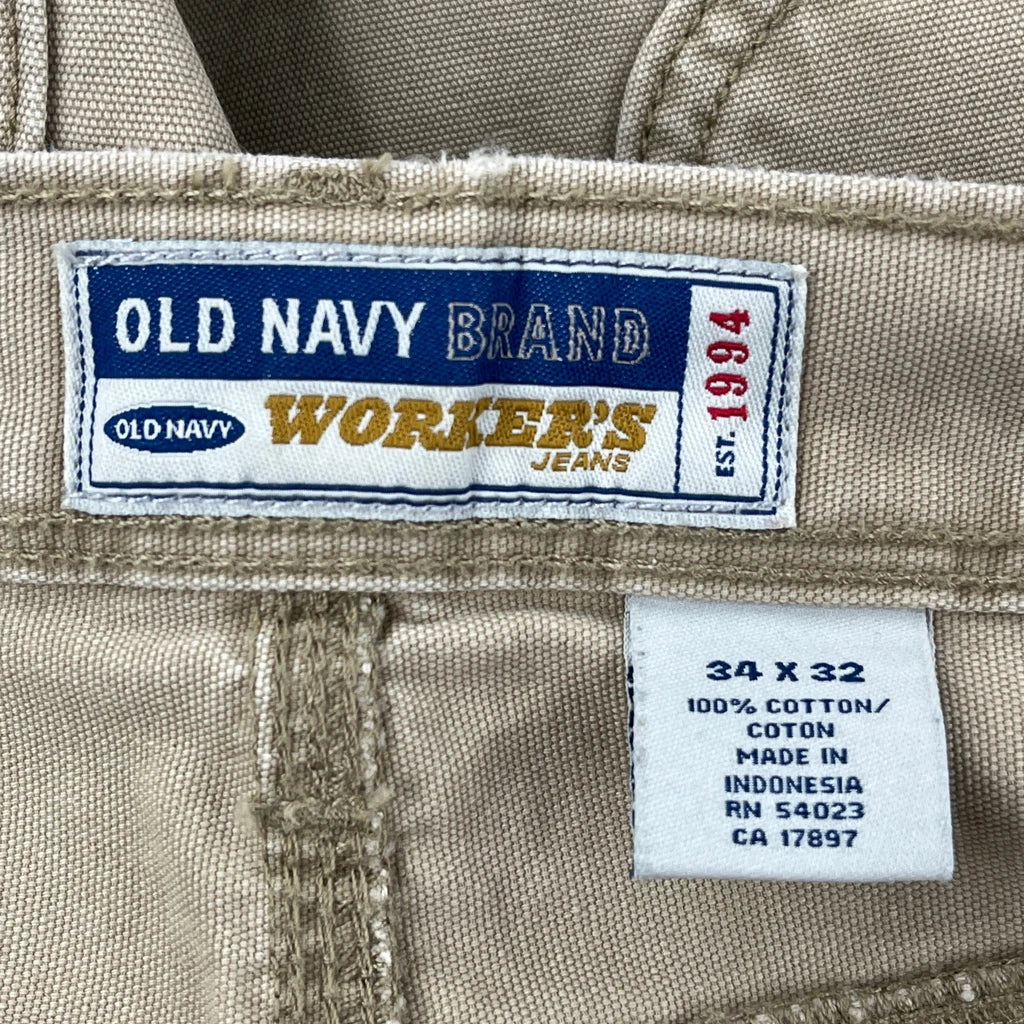 OLD NAVY BRAND
OLD NAVY
WORKER'S
JEANS
EST. 1994
34 X 32
100% COTTON/
COTON
MADE IN
INDONESIA
RN 54023
CA 17897